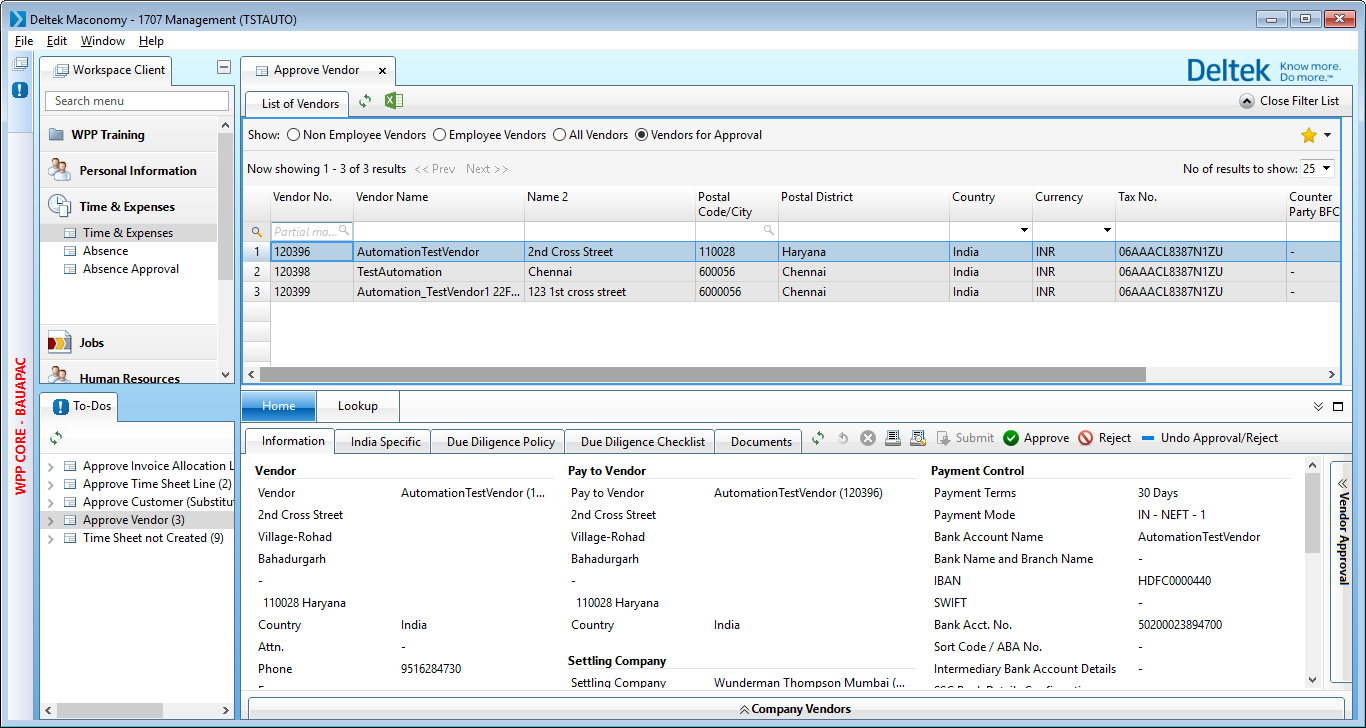 Deltek Maconomy - 1707 Management (TSTAUTO)
File Edit Window Help
Workspace Client
Search menu
WPP Training
Personal Information
Time & Expenses
Time & Expenses
Absence
Absence Approval
Jobs
Human Resources
WPP CORE - BAUAPAC
To-Dos
Approve Invoice Allocation L
Approve Time Sheet Line (2)
Approve Customer (Substitu
Approve Vendor (3)
Time Sheet not Created (9)
Approve Vendor x
Deltek Know more.
Do more.™
List of Vendors
Close Filter List
Show: Non Employee Vendors Employee Vendors All Vendors Vendors for Approval
Now showing 1 - 3 of 3 results << Prev Next >> No of results to show: 25
Vendor No. Vendor Name Name 2 Postal Code/City Postal District Country Currency Tax No. Counter Party BFC
Partial ma...
1 120396 AutomationTestVendor 2nd Cross Street 110028 Haryana India INR 06AAACL8387N1ZU -
2 120398 TestAutomation Chennai 600056 Chennai India INR 06AAACL8387N1ZU -
3 120399 Automation_TestVendor1 22F... 123 1st cross street 6000056 Chennai India INR 06AAACL8387N1ZU -
Home Lookup
Information India Specific Due Diligence Policy Due Diligence Checklist Documents Submit Approve Reject Undo Approval/Reject
Vendor
Vendor AutomationTestVendor (1...
2nd Cross Street
Village-Rohad
Bahadurgarh
-
110028 Haryana
Country India
Attn. -
Phone 9516284730
Pay to Vendor
Pay to Vendor AutomationTestVendor (120396)
2nd Cross Street
Village-Rohad
Bahadurgarh
-
110028 Haryana
Country India
Settling Company
Settling Company Wunderman Thompson Mumbai (...
Payment Control
Payment Terms 30 Days
Payment Mode IN - NEFT - 1
Bank Account Name AutomationTestVendor
Bank Name and Branch Name -
IBAN HDFC0000440
SWIFT -
Bank Acct. No. 50200023894700
Sort Code / ABA No. -
Intermediary Bank Account Details -
Vendor Approval
Company Vendors